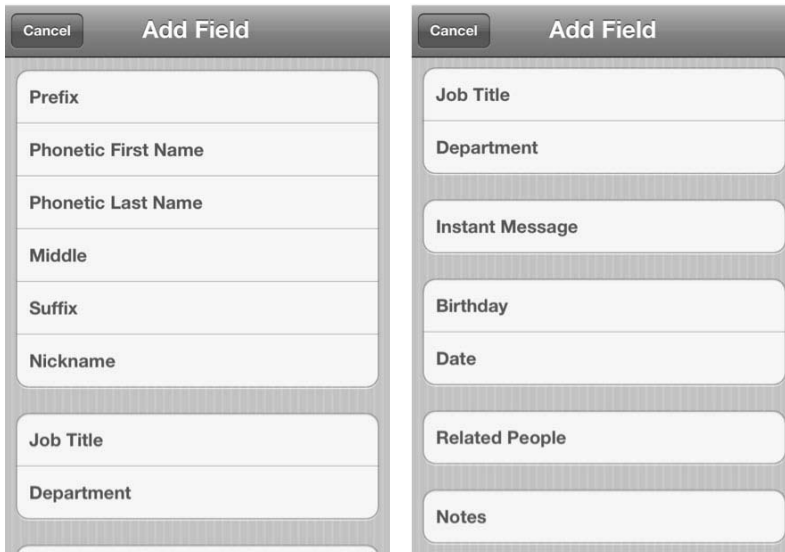 Cancel Add Field
Prefix
Phonetic First Name
Phonetic Last Name
Middle
Suffix
Nickname
Job Title
Department
Cancel Add Field
Job Title
Department
Instant Message
Birthday
Date
Related People
Notes